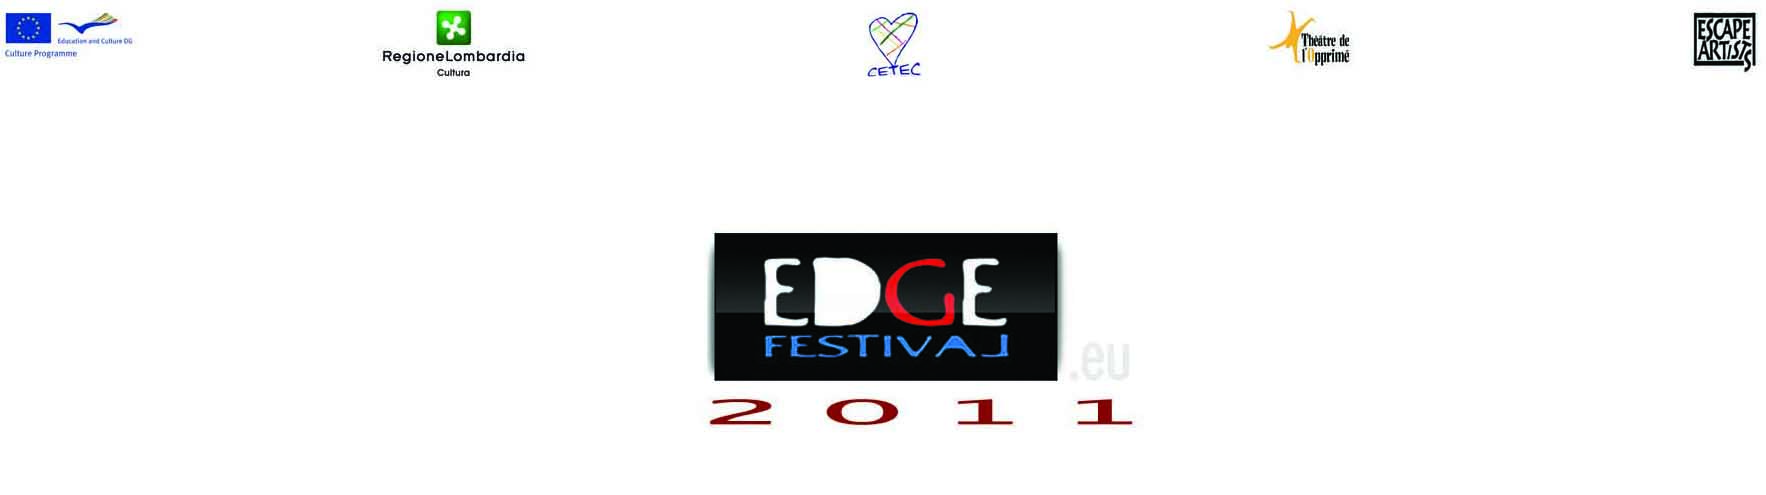 Education and Culture DG
Culture Programme
RegioneLombardia
Cultura
CETEC
Théâtre de
l'Opprimé
ESCAPE
ARTISTS
EDGE
FESTIVAL
.eu
2011